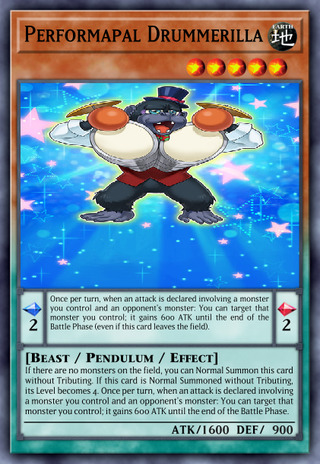 Performapal Drummerilla
EARTH
地
Once per turn, when an attack is declared involving a monster
you control and an opponent's monster: You can target that
monster you control; it gains 600 ATK until the end of the
Battle Phase (even if this card leaves the field).
2
2
[Beast / Pendulum / Effect]
If there are no monsters on the field, you can Normal Summon this card
without Tributing. If this card is Normal Summoned without Tributing,
its Level becomes 4. Once per turn, when an attack is declared involving
a monster you control and an opponent's monster: You can target that
monster you control; it gains 600 ATK until the end of the Battle Phase.
ATK/1600 DEF/ 900